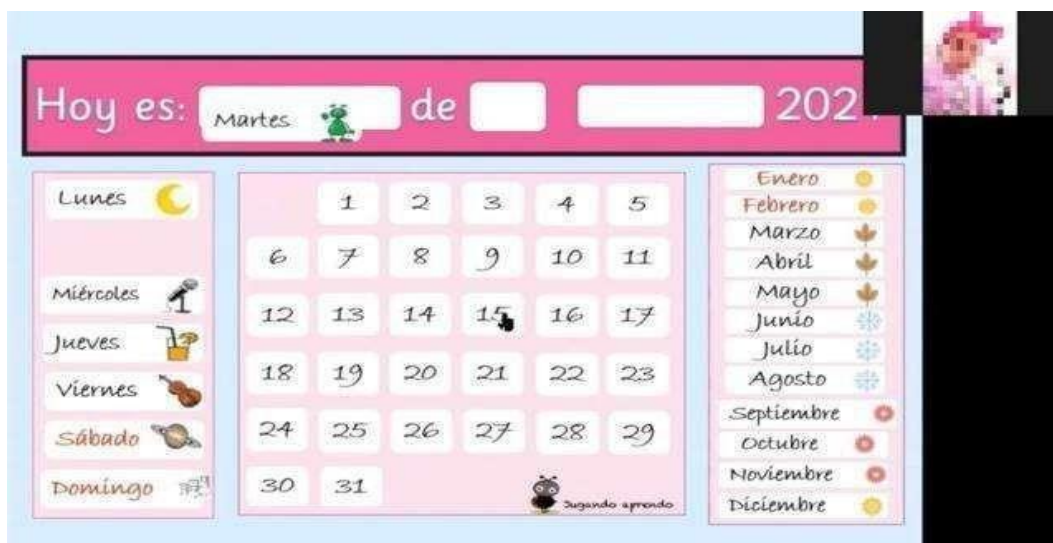 Hoy es: Martes de 202
Lunes
Miércoles
Jueves
Viernes
Sábado
Domingo
1 2 3 4 5
6 7 8 9 10 11
12 13 14 15 16 17
18 19 20 21 22 23
24 25 26 27 28 29
30 31
Jugando aprendo
Enero
Febrero
Marzo
Abril
Mayo
Junio
Julio
Agosto
Septiembre
Octubre
Noviembre
Diciembre